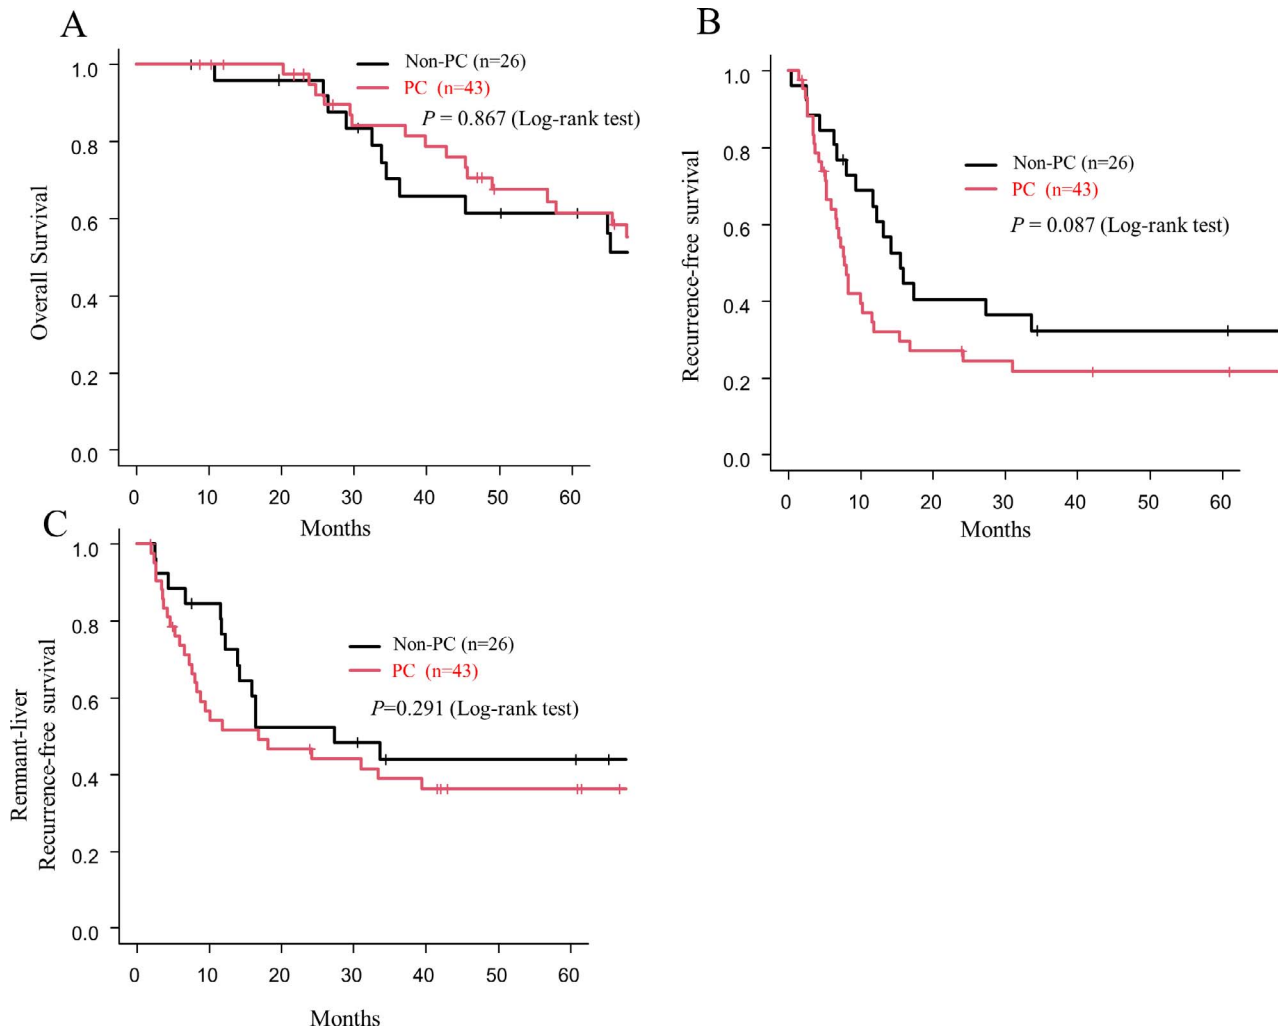 A
Overall Survival
1.0
0.8
0.6
0.4
0.2
0.0
Non-PC (n=26)
PC (n=43)
P = 0.867 (Log-rank test)
0 10 20 30 40 50 60
Months
B
Recurrence-free survival
1.0
0.8
0.6
0.4
0.2
0.0
Non-PC (n=26)
PC (n=43)
P = 0.087 (Log-rank test)
0 10 20 30 40 50 60
Months
C
Remnant-liver
Recurrence-free survival
1.0
0.8
0.6
0.4
0.2
0.0
Non-PC (n=26)
PC (n=43)
P=0.291 (Log-rank test)
0 10 20 30 40 50 60
Months